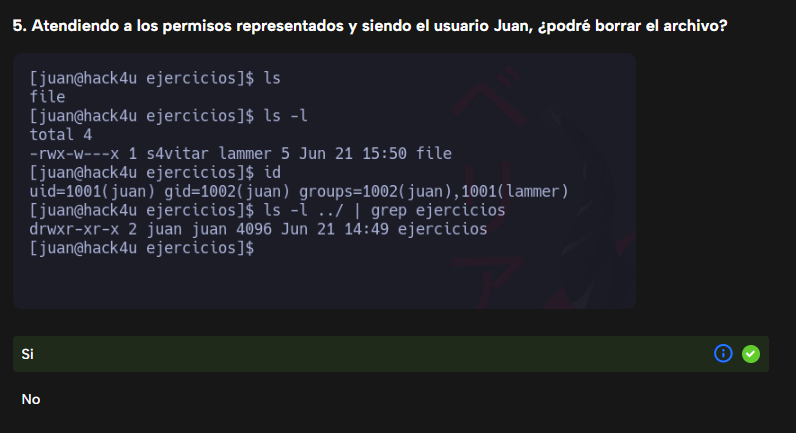 5. Atendiendo a los permisos representados y siendo el usuario Juan, ¿podré borrar el archivo?
[juan@hack4u ejercicios]$ ls
file
[juan@hack4u ejercicios]$ ls -l
total 4
-rwx-w---x 1 s4vitar lammer 5 Jun 21 15:50 file
[juan@hack4u ejercicios]$ id
uid=1001(juan) gid=1002(juan) groups=1002(juan),1001(lammer)
[juan@hack4u ejercicios]$ ls -l ../ | grep ejercicios
drwxr-xr-x 2 juan juan 4096 Jun 21 14:49 ejercicios
[juan@hack4u ejercicios]$
Si
No